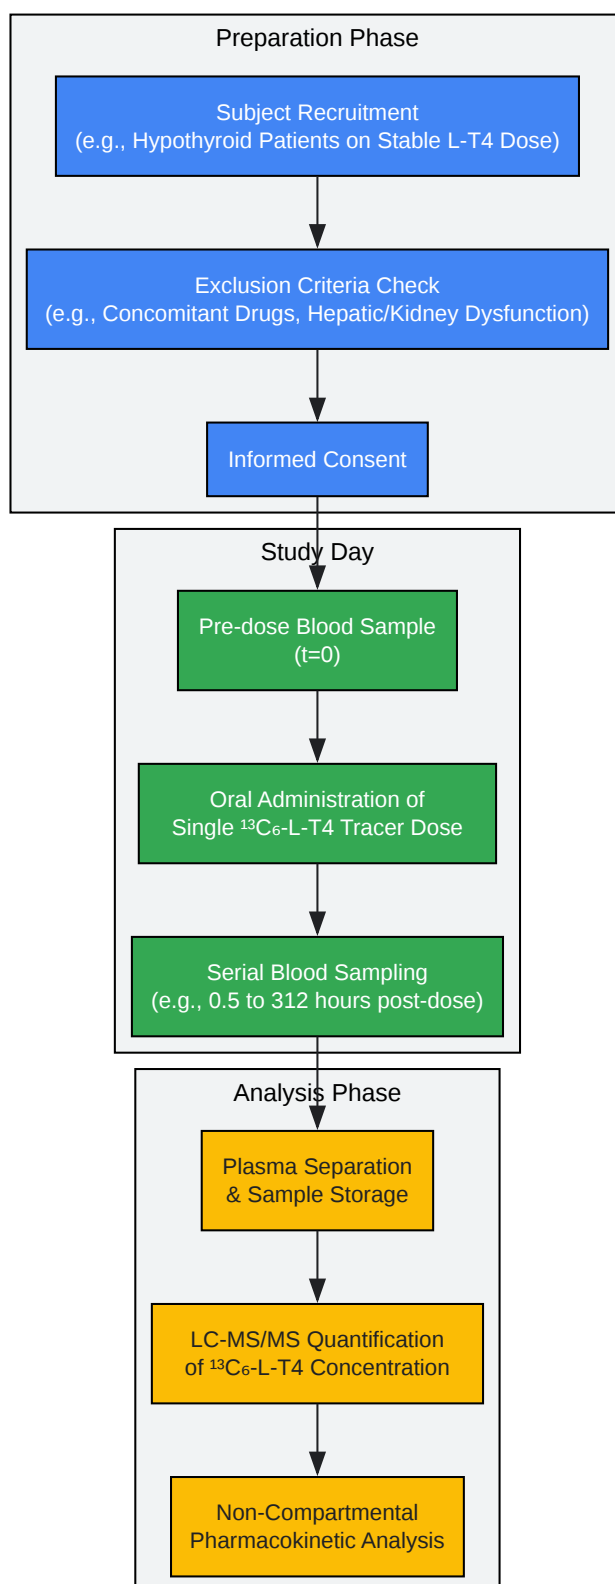 Preparation Phase
Subject Recruitment
(e.g., Hypothyroid Patients on Stable L-T4 Dose)
Exclusion Criteria Check
(e.g., Concomitant Drugs, Hepatic/Kidney Dysfunction)
Informed Consent
Study Day
Pre-dose Blood Sample
(t=0)
Oral Administration of
Single ¹³C₆-L-T4 Tracer Dose
Serial Blood Sampling
(e.g., 0.5 to 312 hours post-dose)
Analysis Phase
Plasma Separation
& Sample Storage
LC-MS/MS Quantification
of ¹³C₆-L-T4 Concentration
Non-Compartmental
Pharmacokinetic Analysis